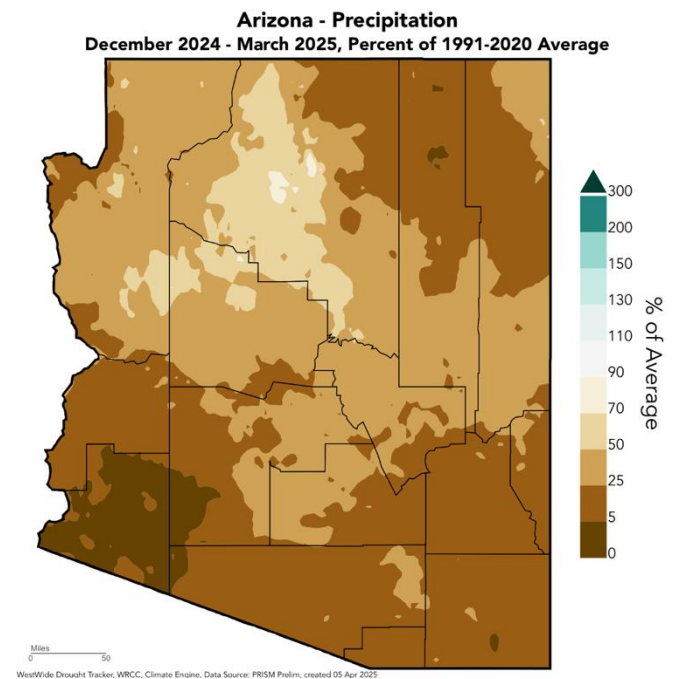 Arizona - Precipitation
December 2024 - March 2025, Percent of 1991-2020 Average
300
200
150
130
110
90
70
50
25
5
0
% of Average
Miles
0 50
WestWide Drought Tracker, WRCC, Climate Engine, Data Source: PRISM Prelim, created 05 Apr 2025